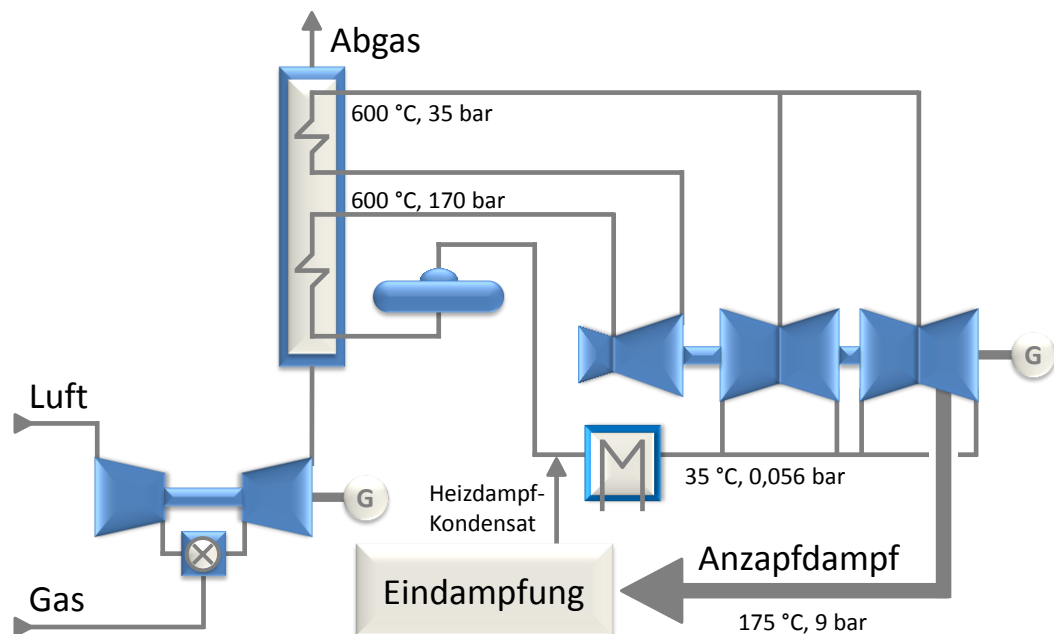 Abgas
600 °C, 35 bar
600 °C, 170 bar
G
Luft
35 °C, 0,056 bar
G
Heizdampf-
Kondensat
Anzapfdampf
Eindampfung
Gas
175 °C, 9 bar